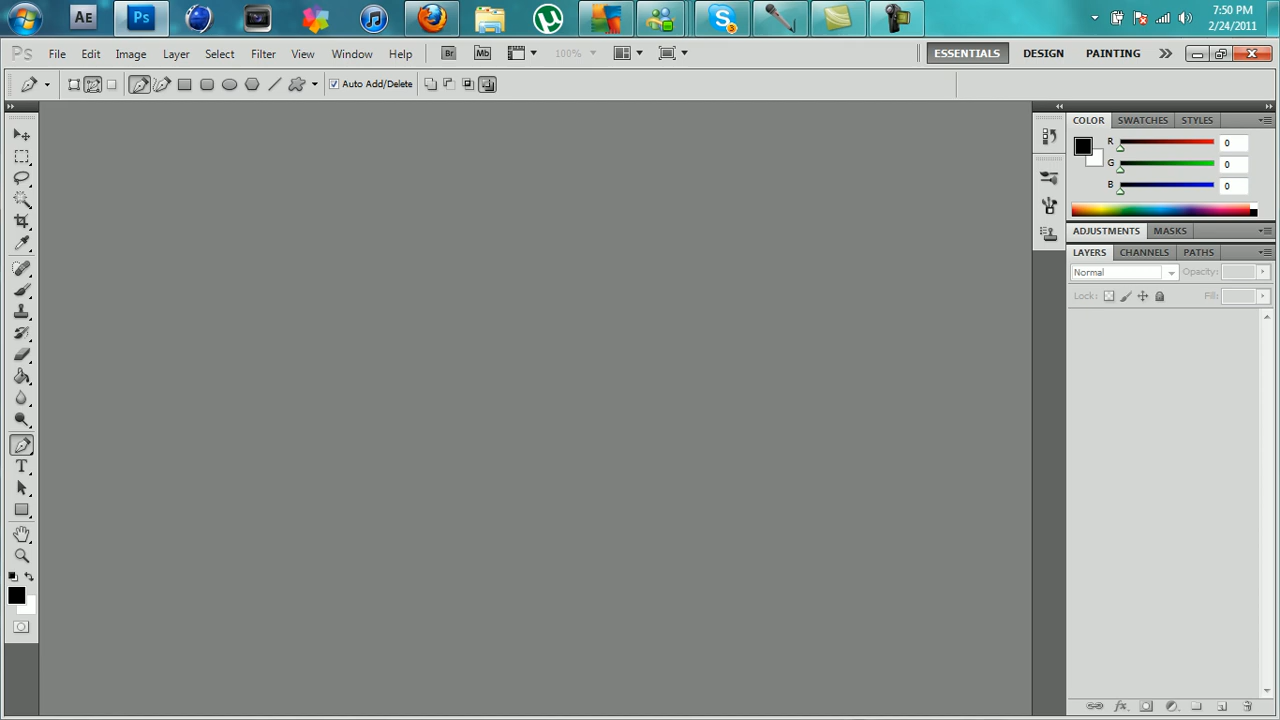 Ae
Ps
7:50 PM
2/24/2011
Ps File Edit Image Layer Select Filter View Window Help Br Mb 100% ESSENTIALS DESIGN PAINTING
Auto Add/Delete
COLOR SWATCHES STYLES
R 0
G 0
B 0
ADJUSTMENTS MASKS
LAYERS CHANNELS PATHS
Normal Opacity:
Lock: Fill:
T
fx